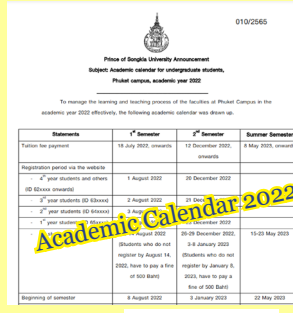 010/2565
Prince of Songkla University Announcement
Subject: Academic calendar for undergraduate students,
Phuket campus, academic year 2022
To manage the learning and teaching process of the faculties at Phuket Campus in the
academic year 2022 effectively, the following academic calendar was drawn up.
Statements 1st Semester 2nd Semester Summer Semester
Tuition fee payment 18 July 2022, onwards 12 December 2022, 8 May 2023, onwards
onwards
Registration period via the website
- 4th year students and others 1 August 2022 20 December 2022
(ID 62xxxx onwards)
- 3rd year students (ID 63xxxx) 2 August 2022 21 December
- 2nd year students (ID 64xxxx) 3 August
- 1st year students
Academic Calendar 2022
August 2022 26-29 December 2022, 15-23 May 2023
(Students who do not 3-8 January 2023
register by August 14, (Students who do not
2022, have to pay a fine register by January 8,
of 500 Baht) 2023, have to pay a
fine of 500 Baht)
Beginning of semester 8 August 2022 3 January 2023 22 May 2023